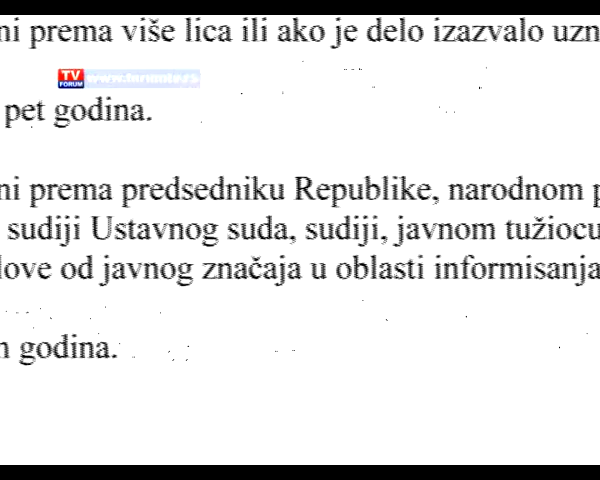 ni prema više lica ili ako je delo izazvalo uzn
TV
FORUM
pet godina.
ni prema predsedniku Republike, narodnom p
sudiji Ustavnog suda, sudiji, javnom tužiocu
love od javnog značaja u oblasti informisanja
godina.